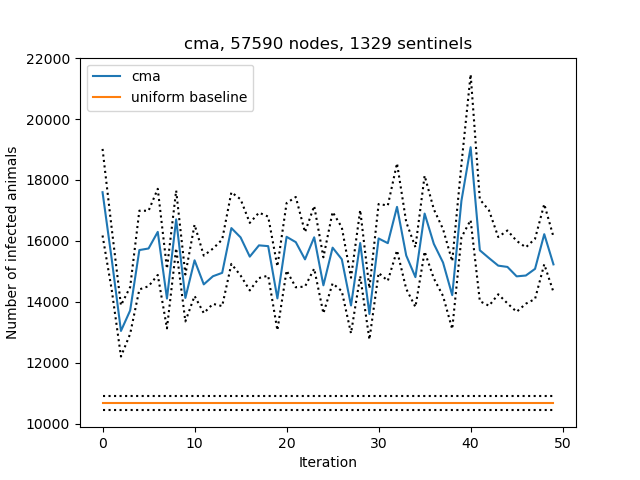 cma, 57590 nodes, 1329 sentinels
cma
uniform baseline
Number of infected animals
22000
20000
18000
16000
14000
12000
10000
0 10 20 30 40 50
Iteration